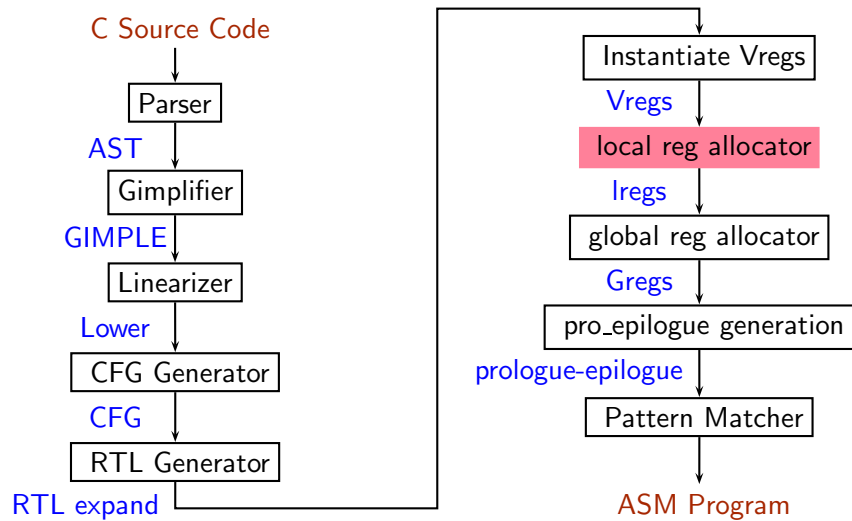 C Source Code
Parser
AST
Gimplifier
GIMPLE
Linearizer
Lower
CFG Generator
CFG
RTL Generator
RTL expand
Instantiate Vregs
Vregs
local reg allocator
lregs
global reg allocator
Gregs
pro_epilogue generation
prologue-epilogue
Pattern Matcher
ASM Program